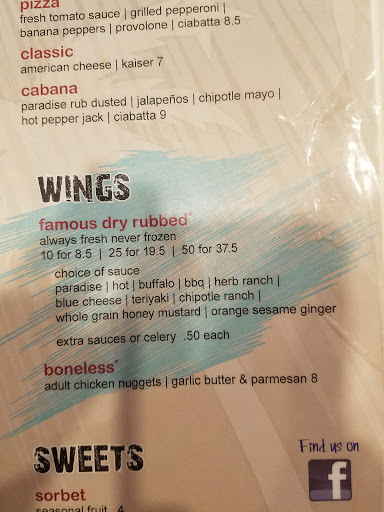 pizza
fresh tomato sauce | grilled pepperoni |
banana peppers | provolone | ciabatta 8.5
classic
american cheese | kaiser 7
cabana
paradise rub dusted | jalapeños | chipotle mayo |
hot pepper jack | ciabatta 9
WINGS
famous dry rubbed*
always fresh never frozen
10 for 8.5 | 25 for 19.5 | 50 for 37.5
choice of sauce
paradise | hot | buffalo | bbq | herb ranch |
blue cheese | teriyaki | chipotle ranch |
whole grain honey mustard | orange sesame ginger
extra sauces or celery .50 each
boneless*
adult chicken nuggets | garlic butter & parmesan 8
Find us on
f
SWEETS
sorbet
seasonal fruit 4